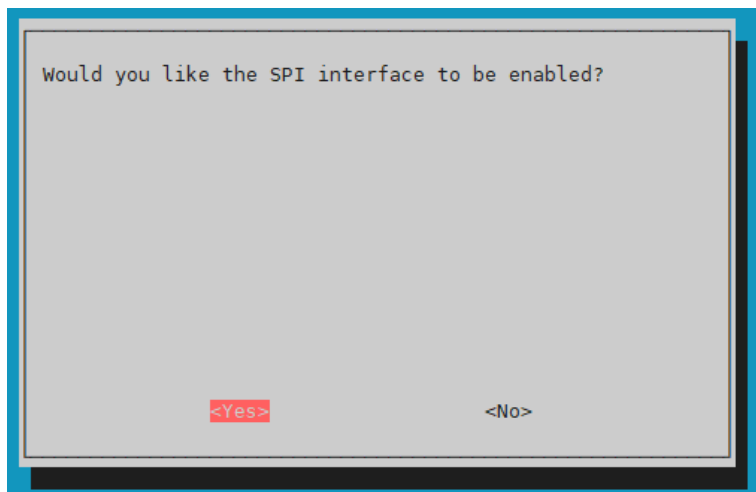 Would you like the SPI interface to be enabled?
<Yes> <No>